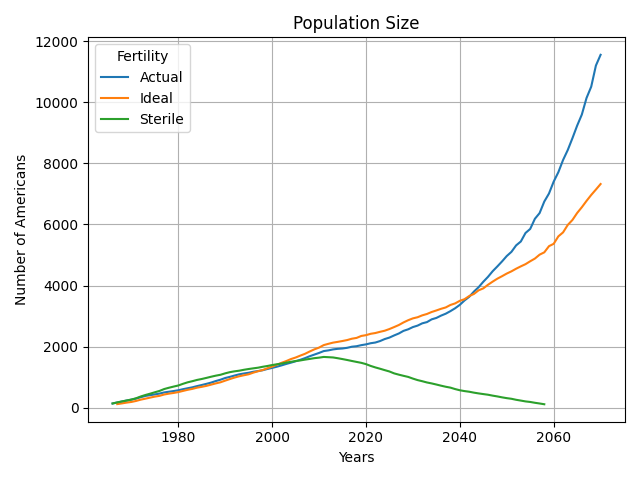 Population Size
Fertility
Actual
Ideal
Sterile
Number of Americans
12000
10000
8000
6000
4000
2000
0
1980
2000
2020
2040
2060
Years